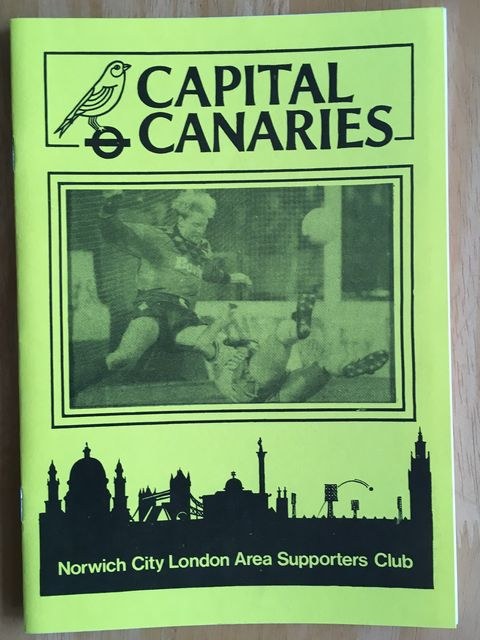 CAPITAL
CANARIES
Norwich City London Area Supporters Club